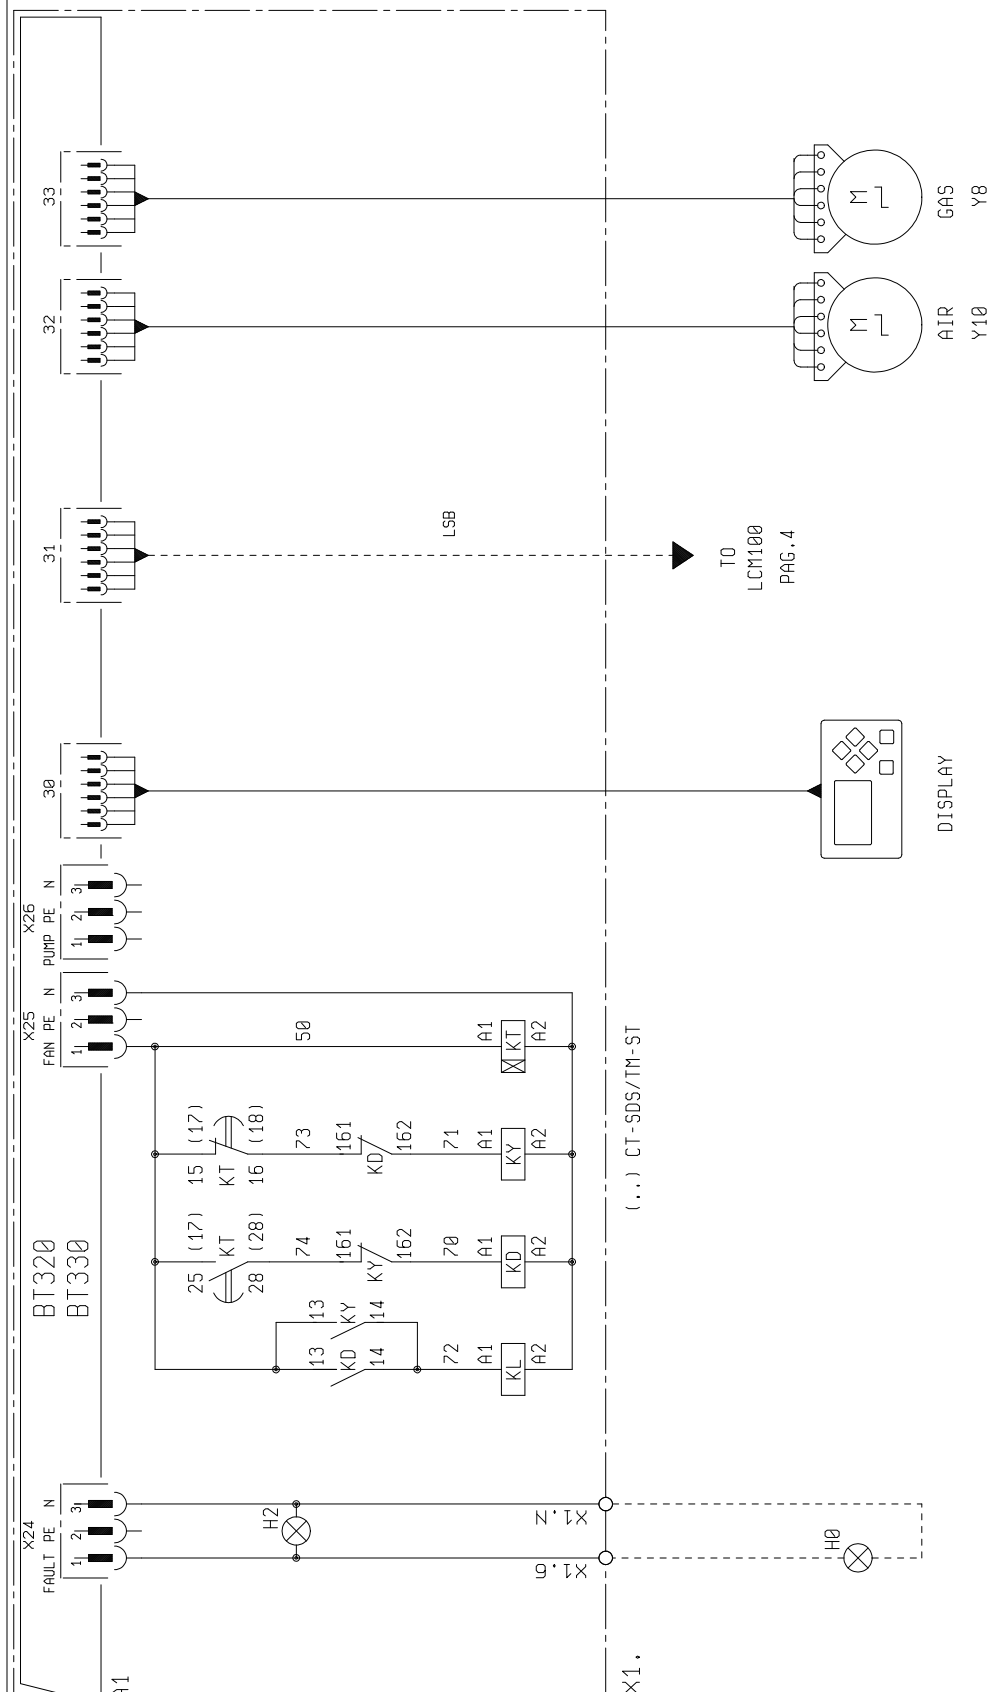 33
32
31
30
GAS
Y8
AIR
Y10
M
M
LSB
TO
LCM100
PAG.4
DISPLAY
X26
PUMP PE N
1 2 3
X25
FAN PE N
1 2 3
50
A1
KT
A2
15 (17)
KT
16 (18)
73
161
KD
162
71
A1
KY
A2
BT320
BT330
25 (17)
KT
28 (28)
74
161
KY
162
70
A1
KD
A2
13
KY
14
13
KD
14
72
A1
KL
A2
(..) CT-SDS/TM-ST
X24
FAULT PE N
1 2 3
H2
X1.N
X1.6
H0
X1.
A1